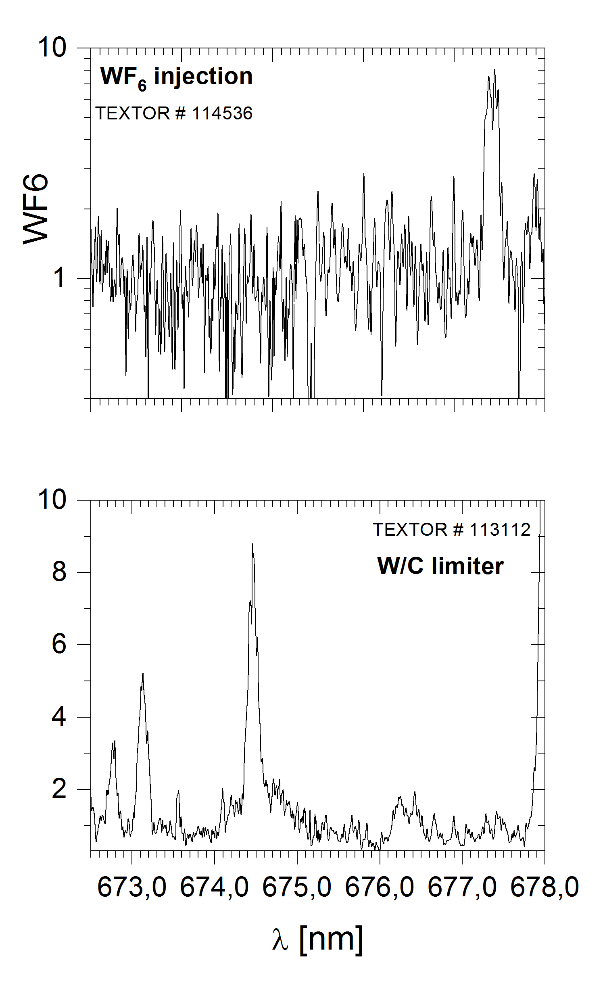 10
WF6 injection
TEXTOR # 114536
WF6
1
10
TEXTOR # 113112
W/C limiter
8
6
4
2
673,0 674,0 675,0 676,0 677,0 678,0
λ [nm]